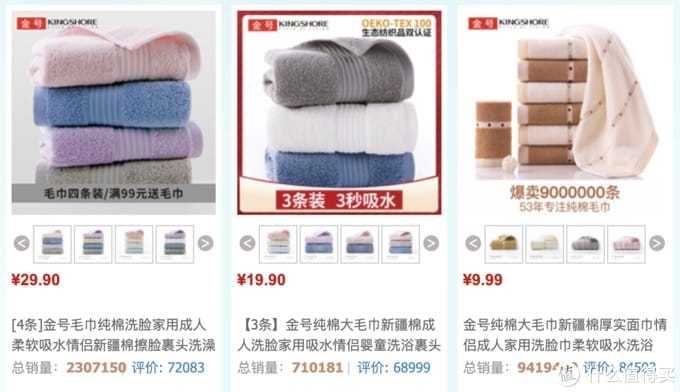 金号 KINGSHORE
毛巾四条装/满99元送毛巾
¥29.90
[4条]金号毛巾纯棉洗脸家用成人
柔软吸水情侣新疆棉擦脸裹头洗澡
总销量: 2307150 评价: 72083
金号 KINGSHORE
OEKO-TEX 100
生态纺织品双认证
3条装 3秒吸水
¥19.90
【3条】金号纯棉大毛巾新疆棉成
人洗脸家用吸水情侣婴童洗浴裹头
总销量: 710181 评价: 68999
金号 KINGSHORE
爆卖9000000条
53年专注纯棉毛巾
¥9.99
金号纯棉大毛巾新疆棉厚实面巾情
侣成人家用洗脸巾柔软吸水洗浴
总销量: 评价:
什么值得买